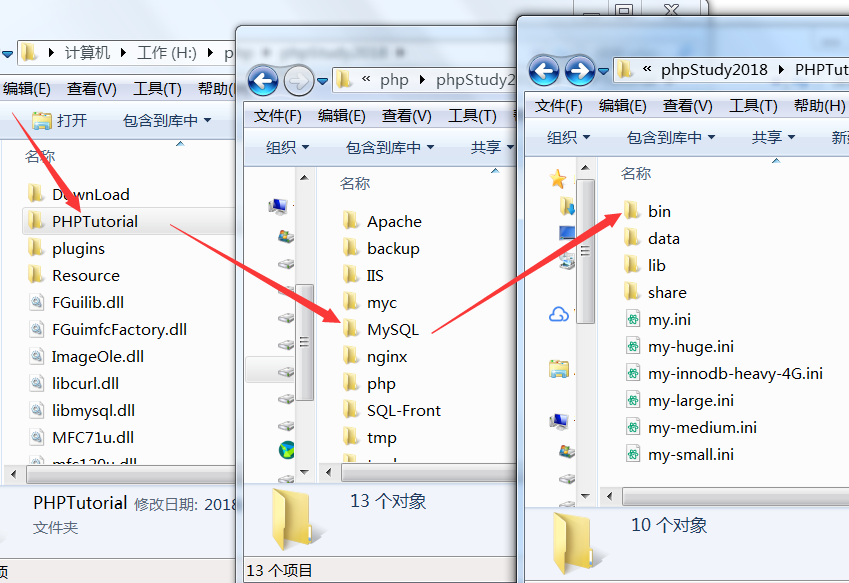 计算机 ▸ 工作 (H:) ▸
编辑(E) 查看(V) 工具(T) 帮助(
打开 包含到库中
名称
DownLoad
PHPTutorial
plugins
Resource
FGuilib.dll
FGuimfcFactory.dll
ImageOle.dll
libcurl.dll
libmysql.dll
MFC71u.dll
PHPTutorial 修改日期: 2018
文件夹
« php ▸ phpStudy2
文件(F) 编辑(E) 查看(V) 工具(T)
组织 包含到库中 共享
名称
Apache
backup
IIS
myc
MySQL
nginx
php
SQL-Front
tmp
13 个对象
13 个项目
« phpStudy2018 ▸ PHPTut
文件(F) 编辑(E) 查看(V) 工具(T) 帮助(H)
组织 包含到库中 共享 新
名称
bin
data
lib
share
my.ini
my-huge.ini
my-innodb-heavy-4G.ini
my-large.ini
my-medium.ini
my-small.ini
10 个对象